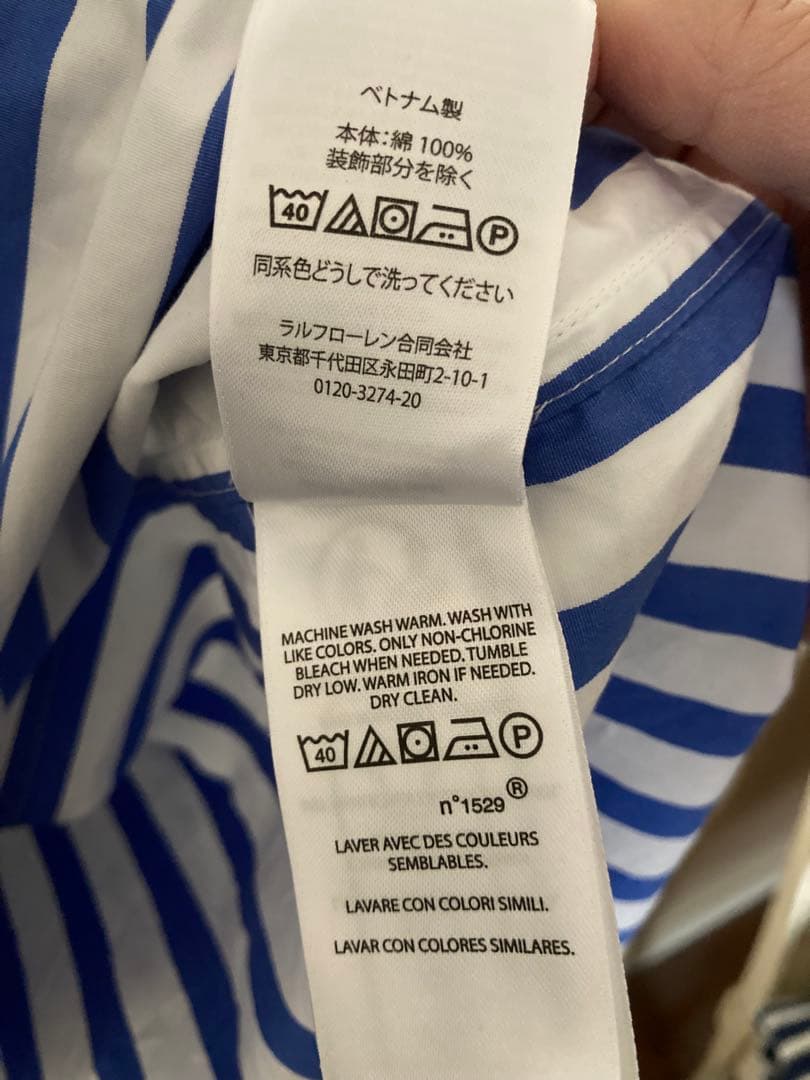 ベトナム製
本体:綿 100%
装飾部分を除く
40 P
同系色どうしで洗ってください
ラルフローレン合同会社
東京都千代田区永田町2-10-1
0120-3274-20
MACHINE WASH WARM. WASH WITH
LIKE COLORS. ONLY NON-CHLORINE
BLEACH WHEN NEEDED. TUMBLE
DRY LOW. WARM IRON IF NEEDED.
DRY CLEAN.
40 P
n°1529®
LAVER AVEC DES COULEURS
SEMBLABLES.
LAVARE CON COLORI SIMILI.
LAVAR CON COLORES SIMILARES.